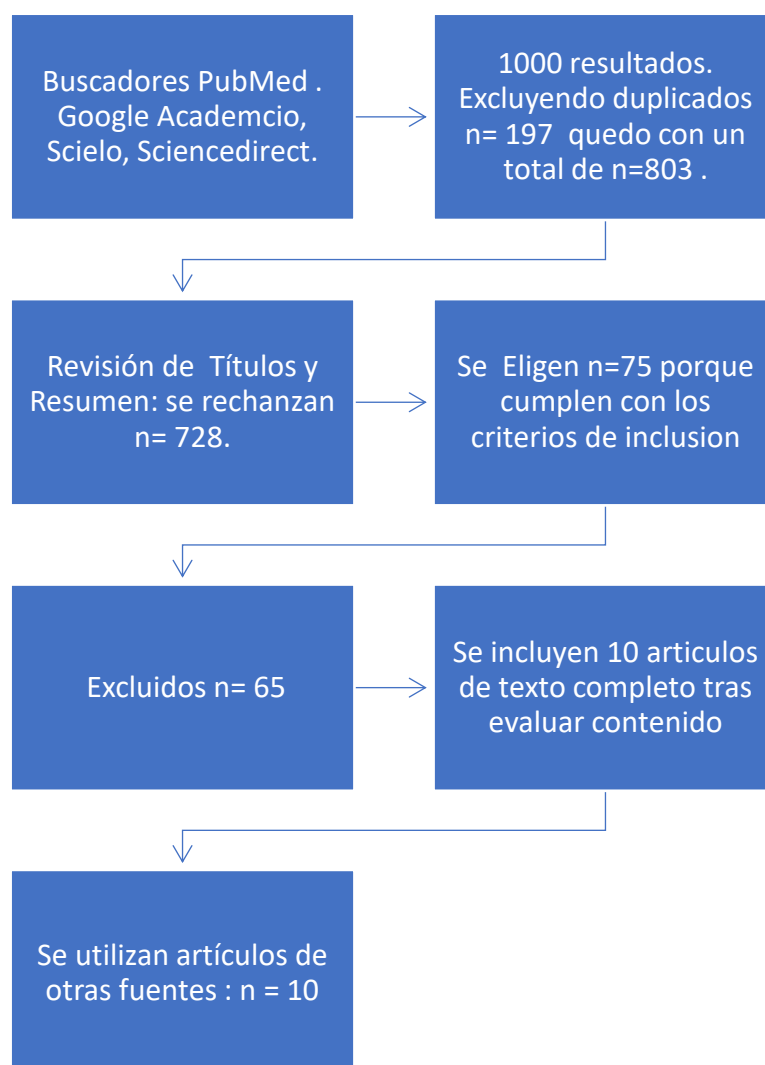 Buscadores PubMed .
Google Academcio,
Scielo, Sciencedirect.
1000 resultados.
Excluyendo duplicados
n= 197 quedo con un
total de n=803 .
Revisión de Títulos y
Resumen: se rechanzan
n= 728.
Se Eligen n=75 porque
cumplen con los
criterios de inclusion
Excluidos n= 65
Se incluyen 10 articulos
de texto completo tras
evaluar contenido
Se utilizan artículos de
otras fuentes : n = 10